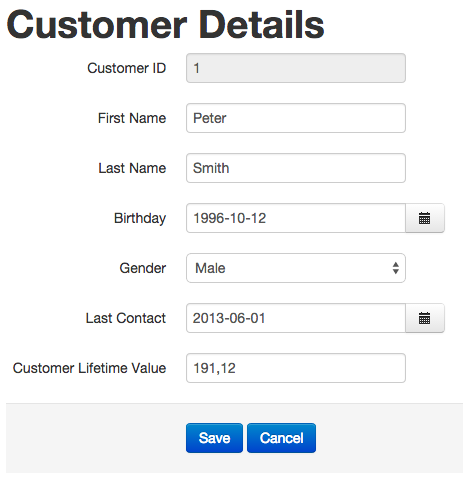 Customer Details
Customer ID 1
First Name Peter
Last Name Smith
Birthday 1996-10-12
Gender Male
Last Contact 2013-06-01
Customer Lifetime Value 191,12
Save Cancel